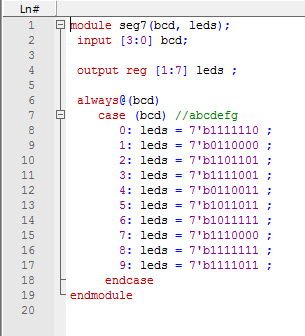 Ln#
1 module seg7(bcd, leds);
2 input [3:0] bcd;
3
4 output reg [1:7] leds ;
5
6 always@(bcd)
7 case (bcd) //abcdefg
8 0: leds = 7'b1111110 ;
9 1: leds = 7'b0110000 ;
10 2: leds = 7'b1101101 ;
11 3: leds = 7'b1111001 ;
12 4: leds = 7'b0110011 ;
13 5: leds = 7'b1011011 ;
14 6: leds = 7'b1011111 ;
15 7: leds = 7'b1110000 ;
16 8: leds = 7'b1111111 ;
17 9: leds = 7'b1111011 ;
18 endcase
19 endmodule
20